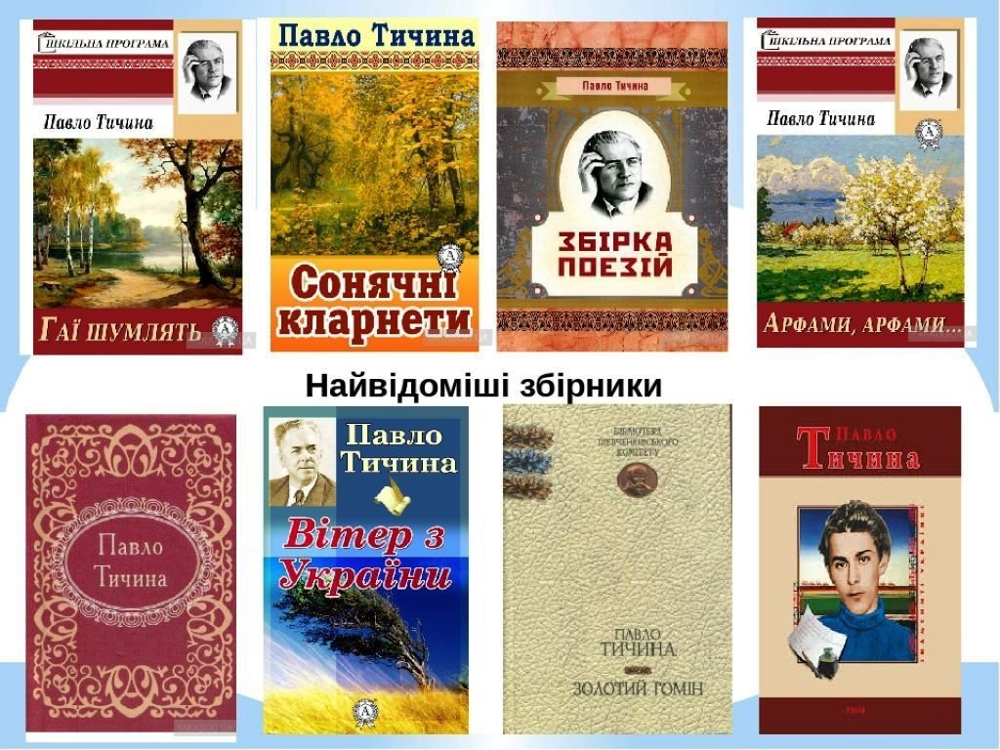 ШКІЛЬНА ПРОГРАМА
Павло Тичина
ГАЇ ШУМЛЯТЬ
Павло Тичина
Сонячні
кларнети
Павло Тичина
ЗБІРКА
ПОЕЗІЙ
ШКІЛЬНА ПРОГРАМА
Павло Тичина
АРФАМИ, АРФАМИ...
Найвідоміші збірники
Павло
Тичина
Павло
Тичина
Вітер з
України
БІБЛІОТЕКА
ШЕВЧЕНКІВСЬКОГО
КОМІТЕТУ
ПАВЛО
ТИЧИНА
ЗОЛОТИЙ ГОМІН
ПАВЛО
ТИЧИНА
ЗНАМЕНИТІ УКРАЇНЦІ